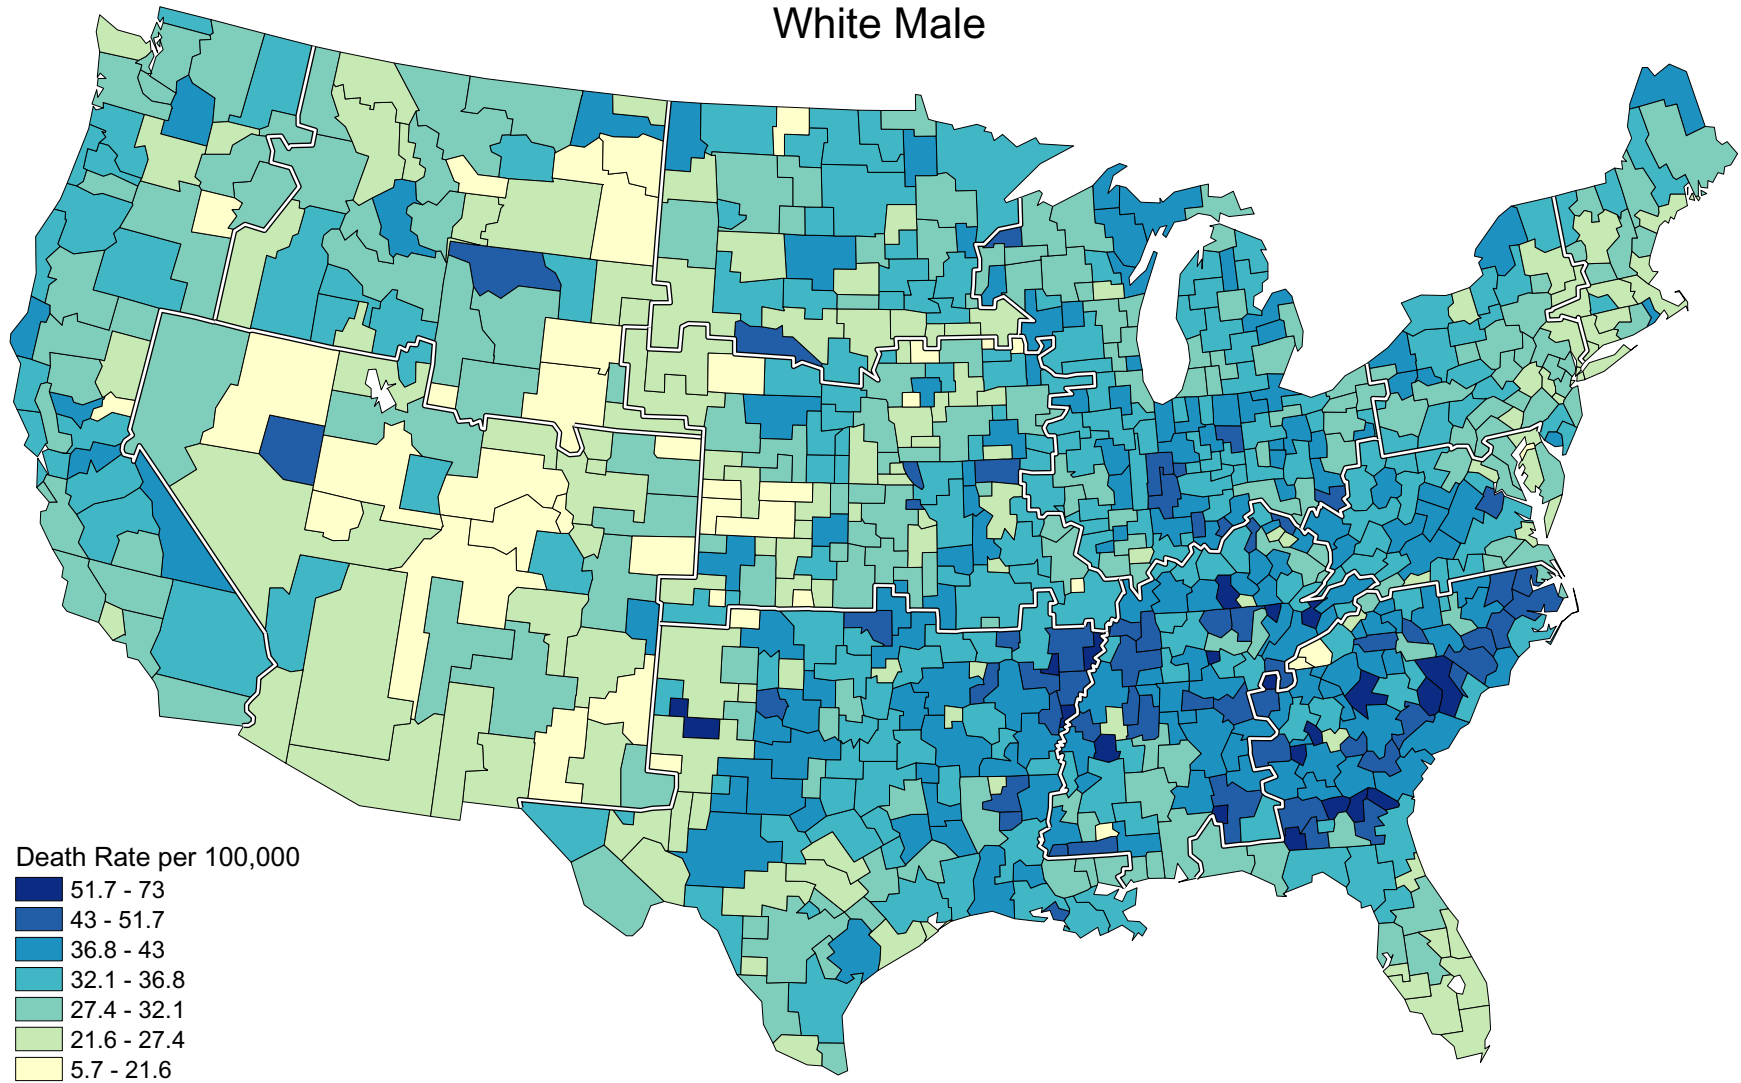 White Male
Death Rate per 100,000
51.7 - 73
43 - 51.7
36.8 - 43
32.1 - 36.8
27.4 - 32.1
21.6 - 27.4
5.7 - 21.6